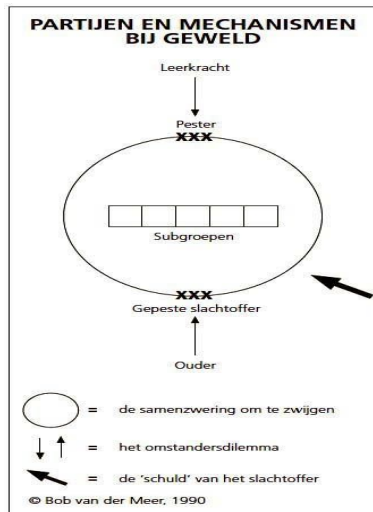 PARTIJEN EN MECHANISMEN
BIJ GEWELD
Leerkracht
Pester
xxx
Subgroepen
xxx
Gepeste slachtoffer
Ouder
= de samenzwering om te zwijgen
= het omstandersdilemma
= de 'schuld' van het slachtoffer
© Bob van der Meer, 1990